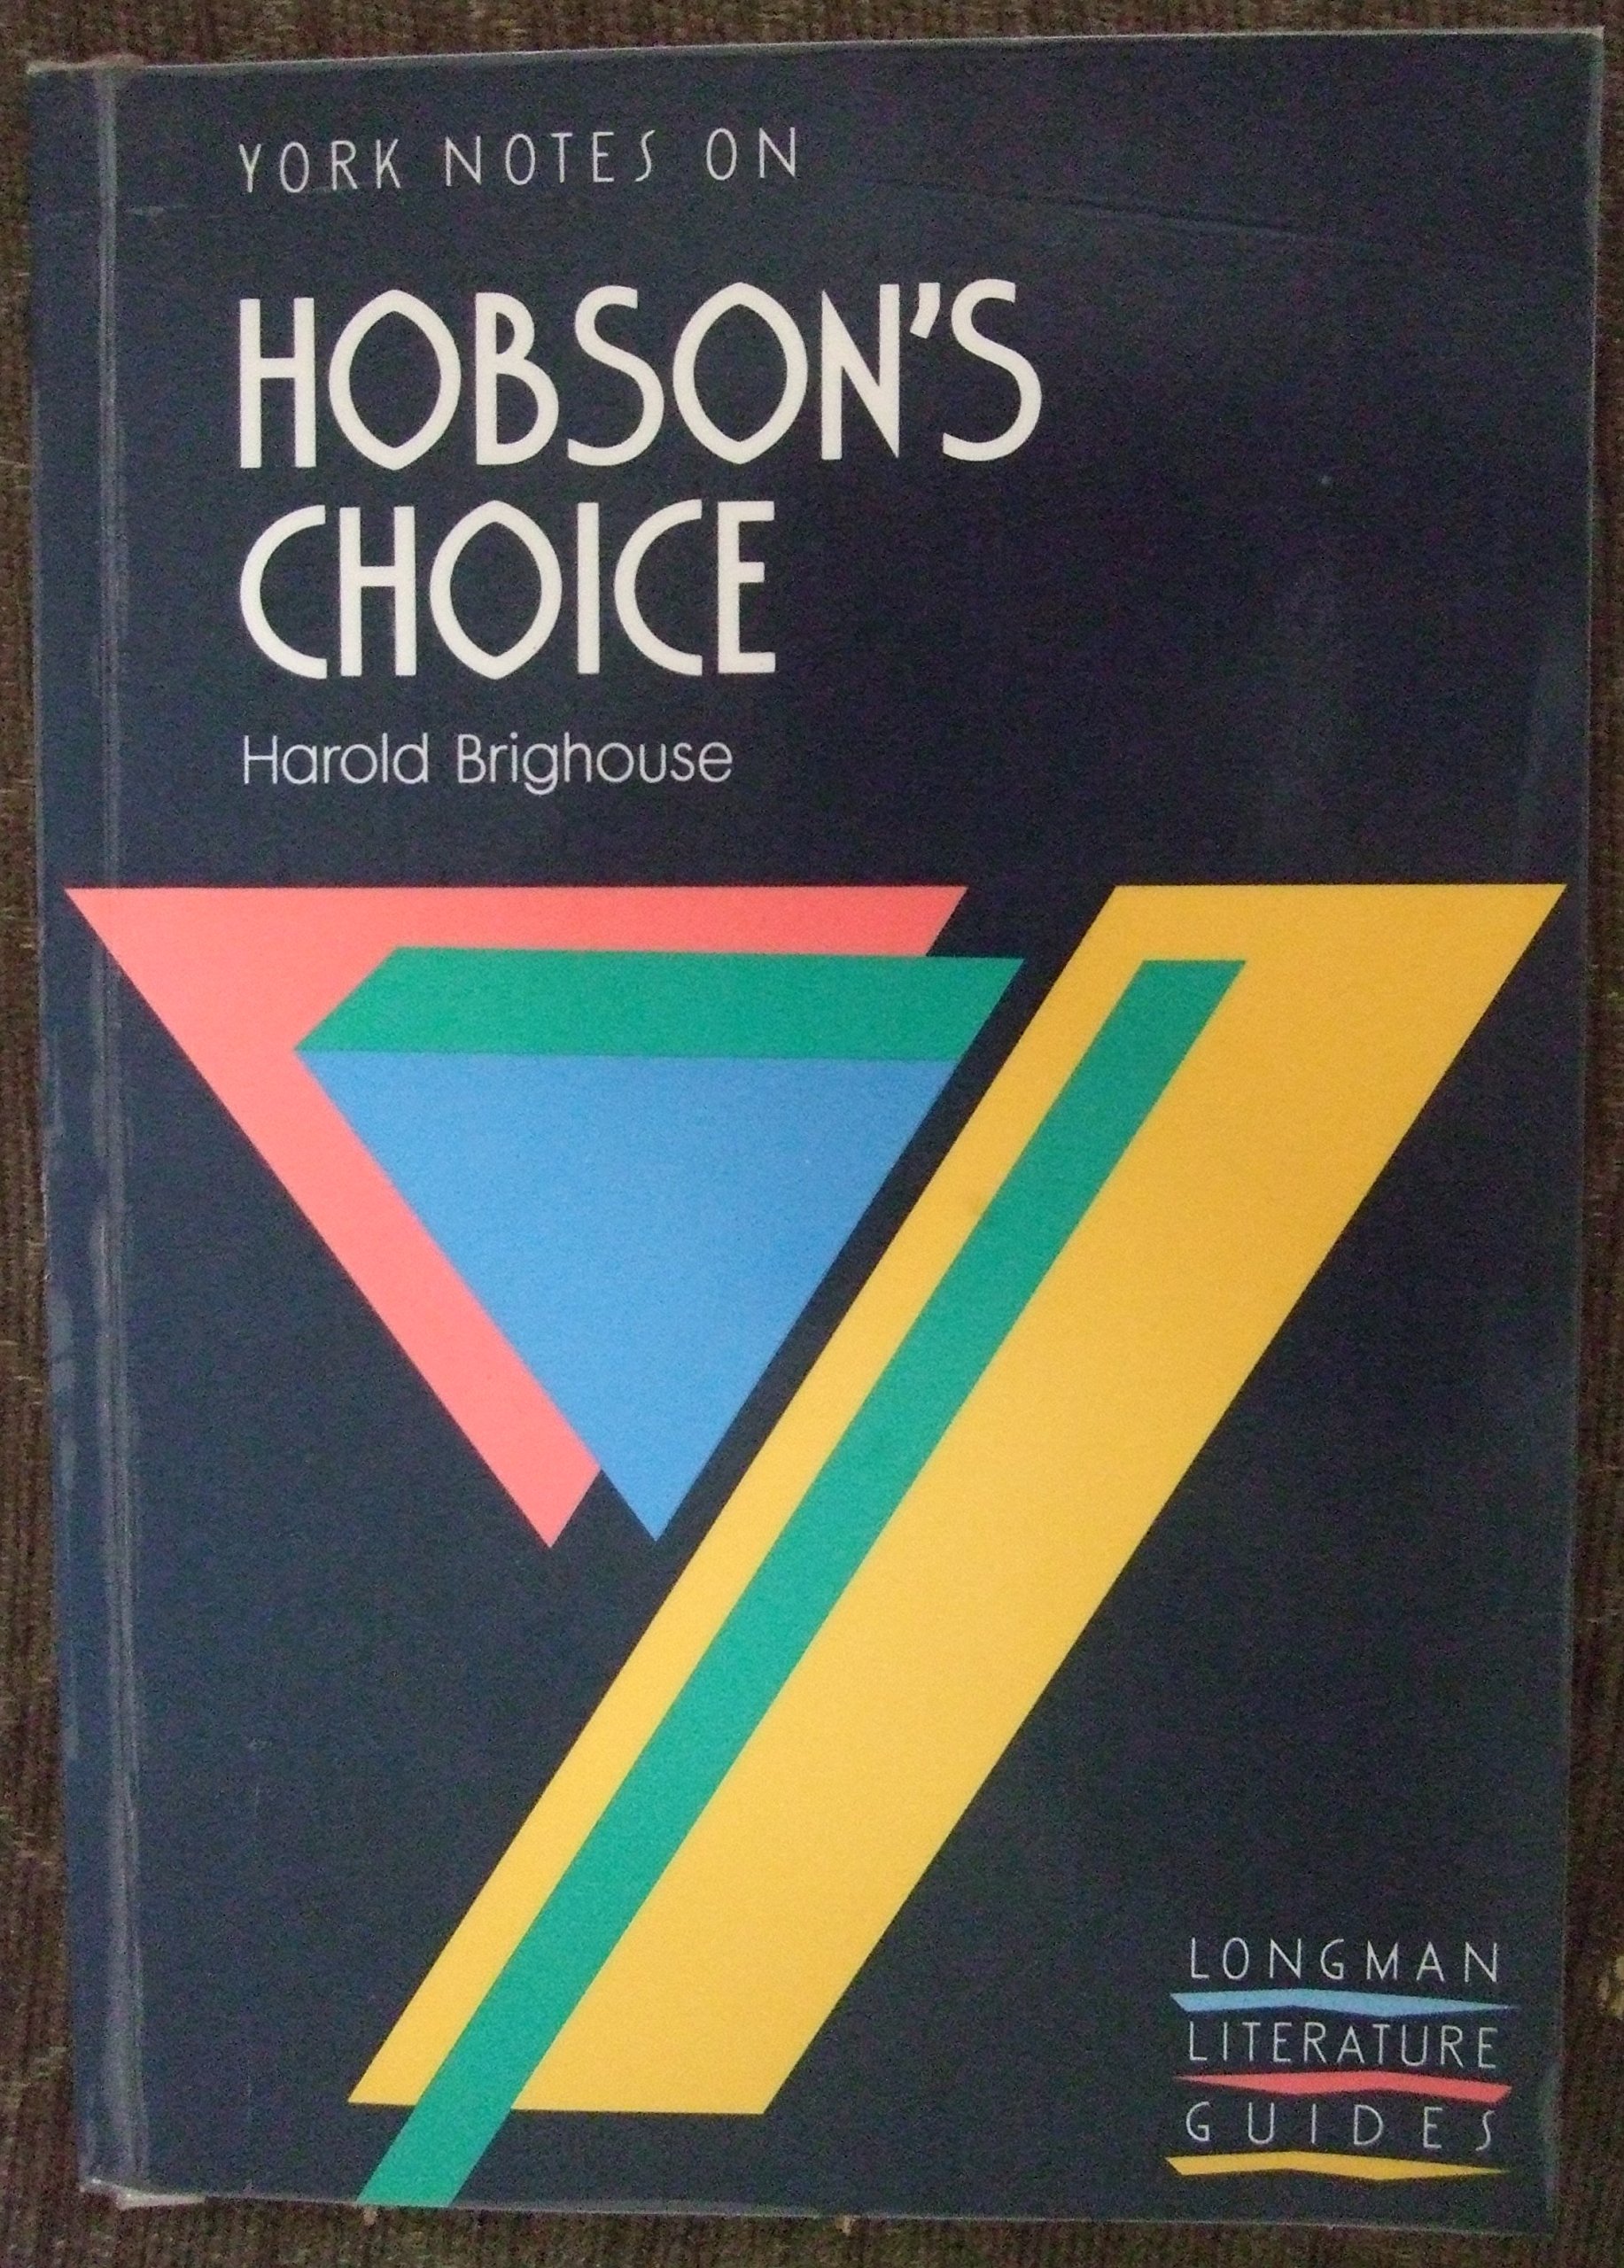 YORK NOTES ON
HOBSON'S
CHOICE
Harold Brighouse
LONGMAN
LITERATURE
GUIDES